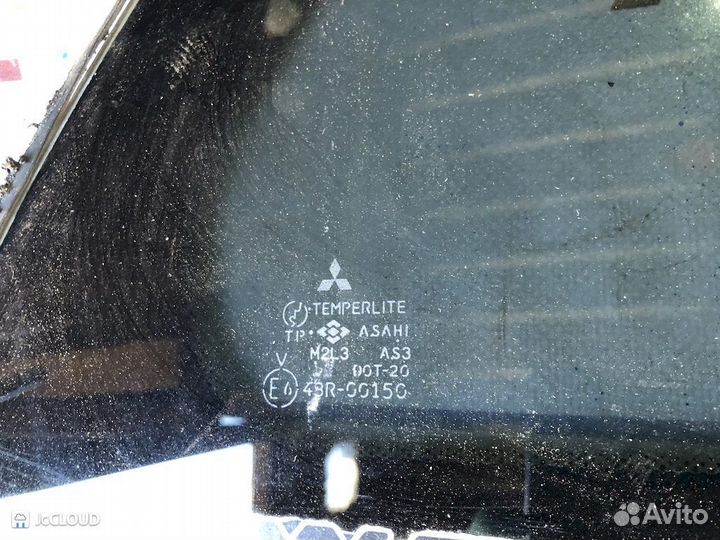 TEMPERLITE
TP· ASAHI
M2L3 AS3
V DOT-20
E6 43R-00150
JcCLOUD
Avito